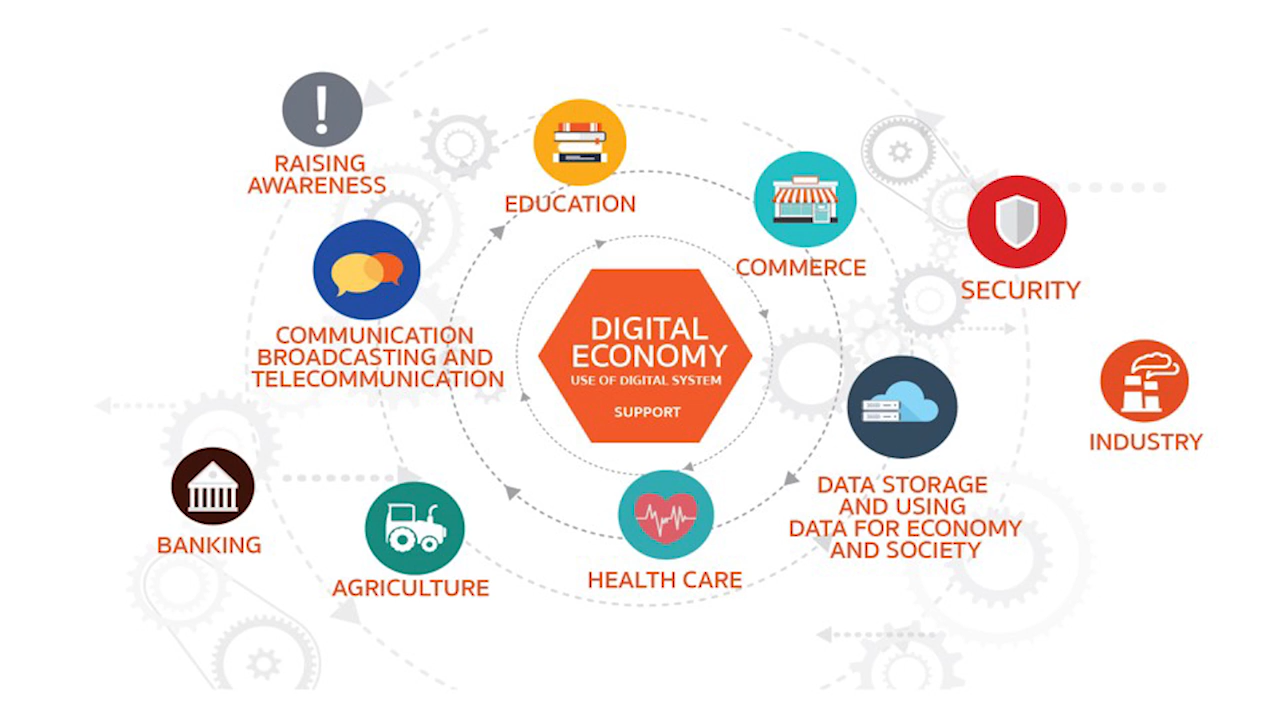 RAISING
AWARENESS
EDUCATION
COMMERCE
SECURITY
COMMUNICATION
BROADCASTING AND
TELECOMMUNICATION
DIGITAL
ECONOMY
USE OF DIGITAL SYSTEM
SUPPORT
INDUSTRY
DATA STORAGE
AND USING
DATA FOR ECONOMY
AND SOCIETY
BANKING
AGRICULTURE
HEALTH CARE